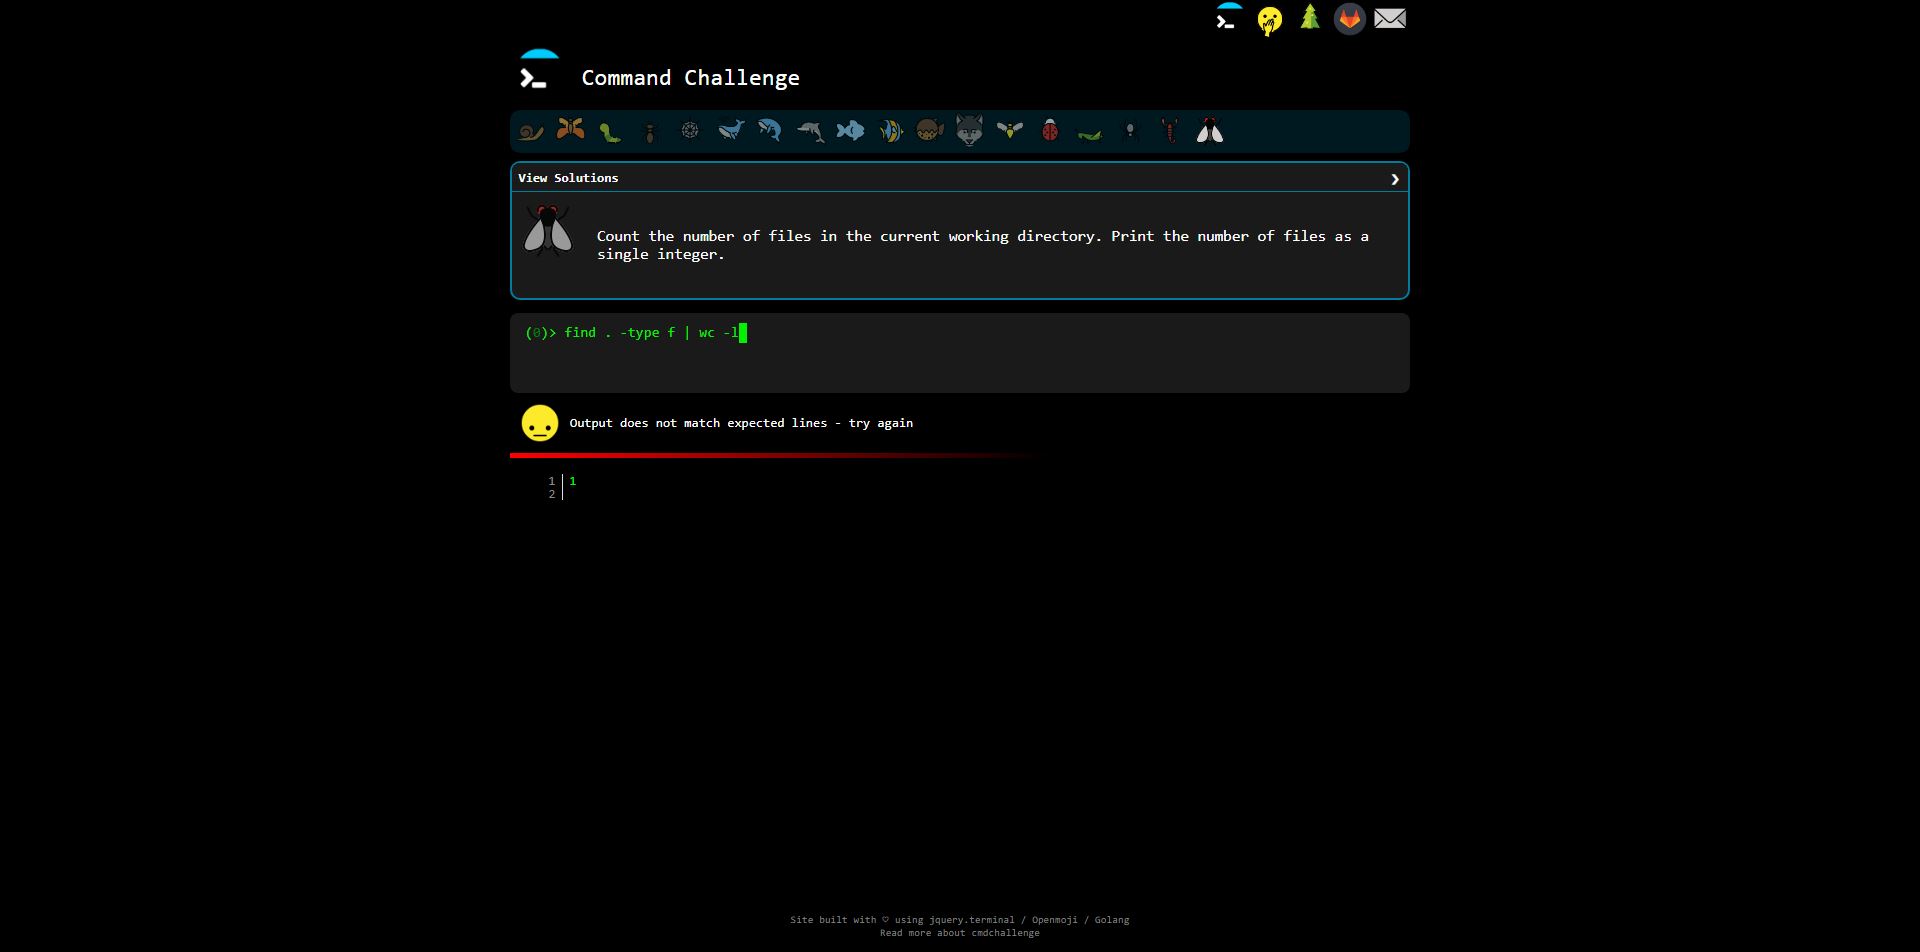 Command Challenge
View Solutions
Count the number of files in the current working directory. Print the number of files as a
single integer.
(0)> find . -type f | wc -l
Output does not match expected lines - try again
1 1
2
Site built with ♡ using jquery.terminal / Openmoji / Golang
Read more about cmdchallenge